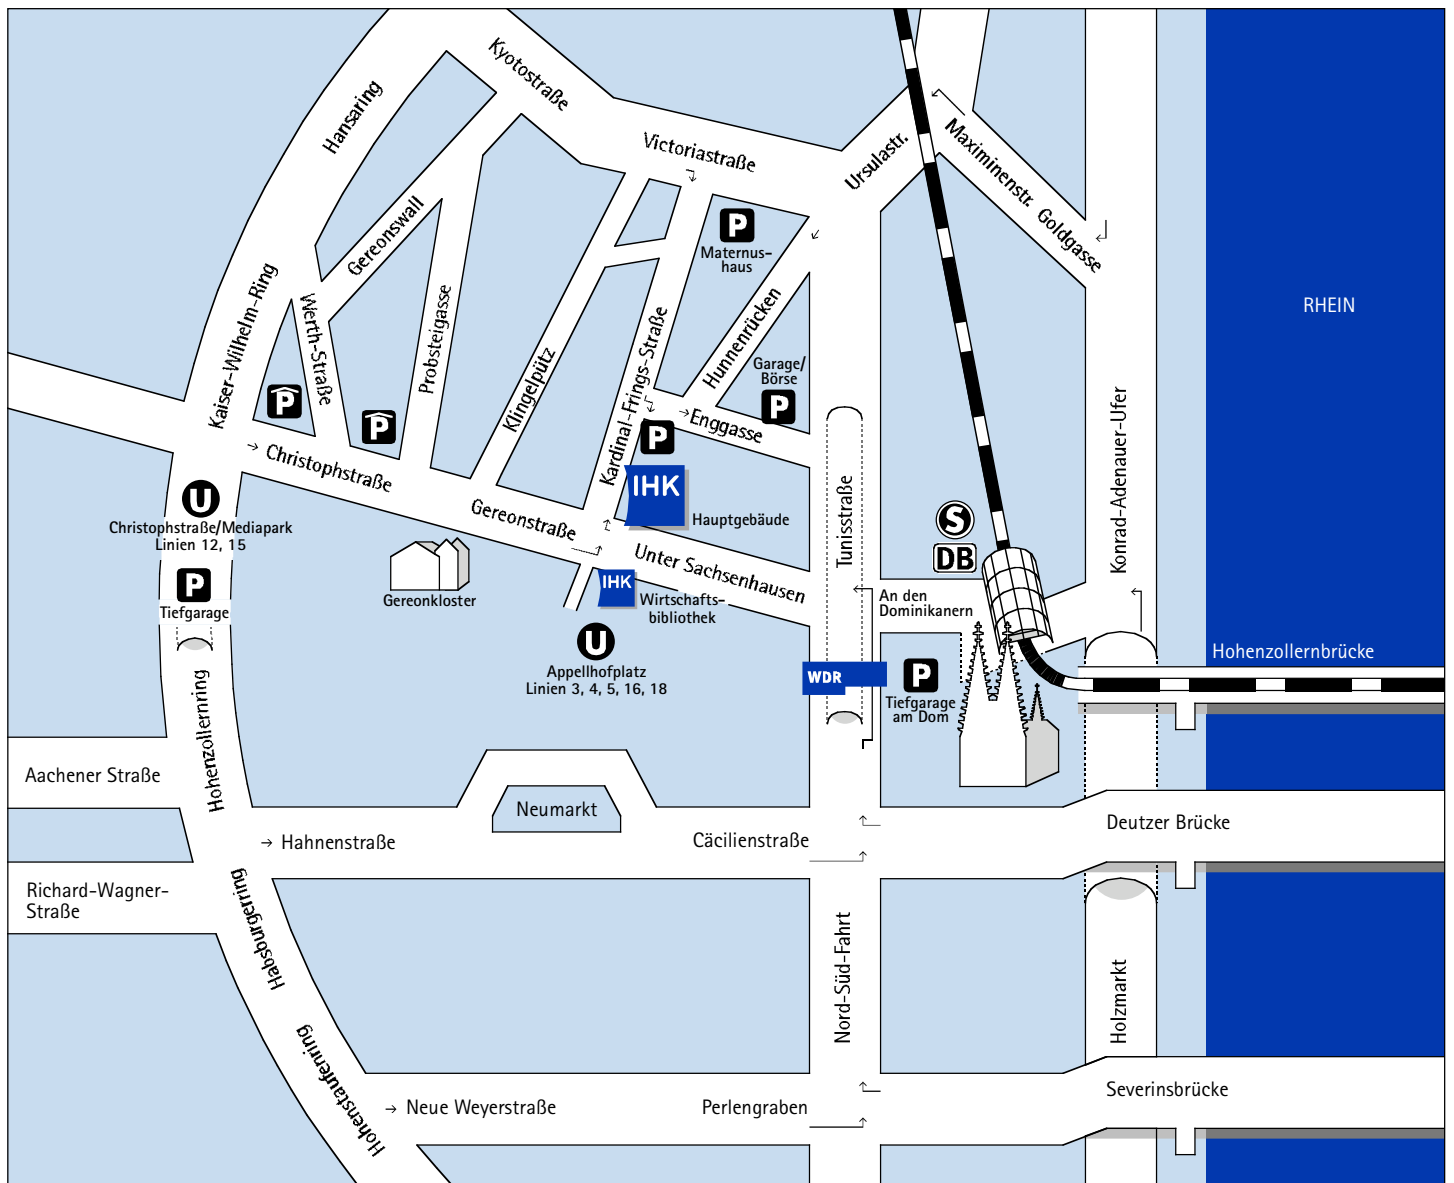 Kyotostraße
Hansaring
Victoriastraße
Ursulastr.
Maximinenstr.
Goldgasse
Gereonswall
P
Maternus-
haus
Kaiser-Wilhelm-Ring
Werth-Straße
Probsteigasse
Klingelpütz
Kardinal-Frings-Straße
Hunnenrücken
RHEIN
Garage/
Börse
P
P
P
P
Enggasse
Konrad-Adenauer-Ufer
Christophstraße
Gereonstraße
IHK
Hauptgebäude
Tunisstraße
U
Christophstraße/Mediapark
Linien 12, 15
S
DB
P
Tiefgarage
Gereonkloster
Unter Sachsenhausen
IHK
Wirtschafts-
bibliothek
An den
Dominikanern
U
Appellhofplatz
Linien 3, 4, 5, 16, 18
Hohenzollernbrücke
WDR
P
Tiefgarage
am Dom
Hohenzollernring
Aachener Straße
Neumarkt
Hahnenstraße
Cäcilienstraße
Deutzer Brücke
Richard-Wagner-
Straße
Habsburgerring
Nord-Süd-Fahrt
Holzmarkt
Hohenstaufenring
Neue Weyerstraße
Perlengraben
Severinsbrücke